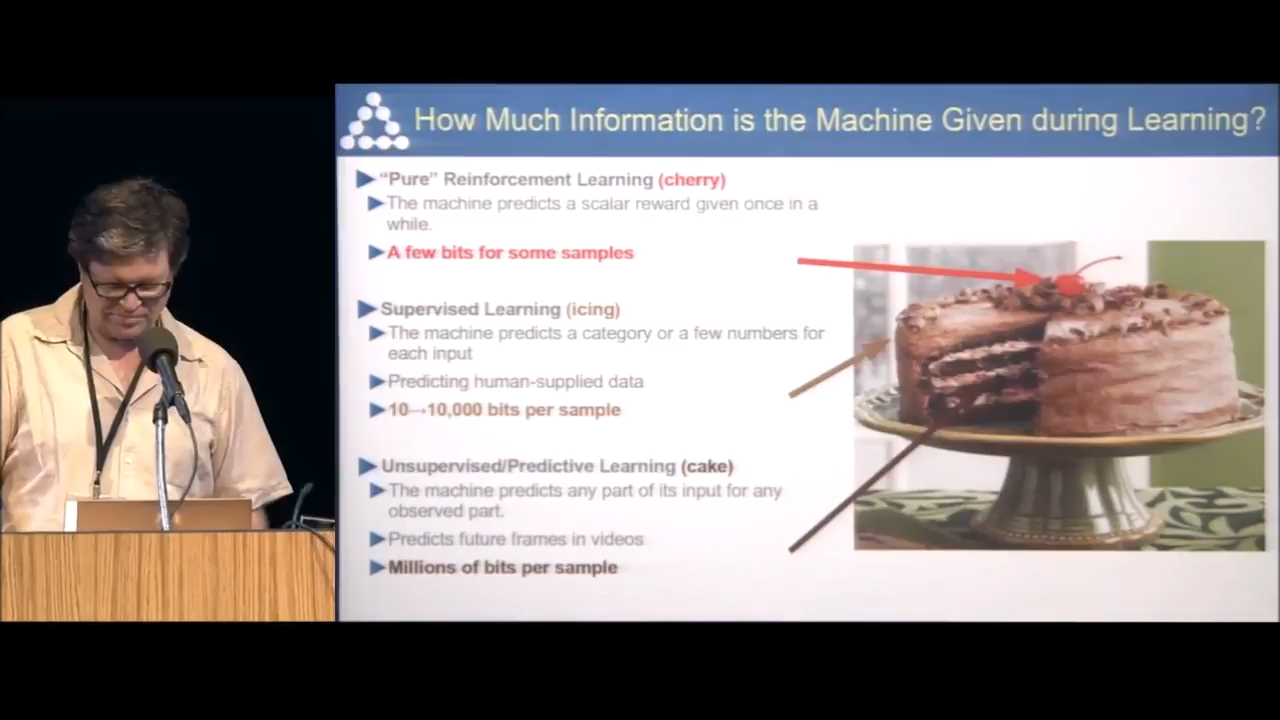 How Much Information is the Machine Given during Learning?
"Pure" Reinforcement Learning (cherry)
The machine predicts a scalar reward given once in a
while.
A few bits for some samples
Supervised Learning (icing)
The machine predicts a category or a few numbers for
each input
Predicting human-supplied data
10→10,000 bits per sample
Unsupervised/Predictive Learning (cake)
The machine predicts any part of its input for any
observed part.
Predicts future frames in videos
Millions of bits per sample